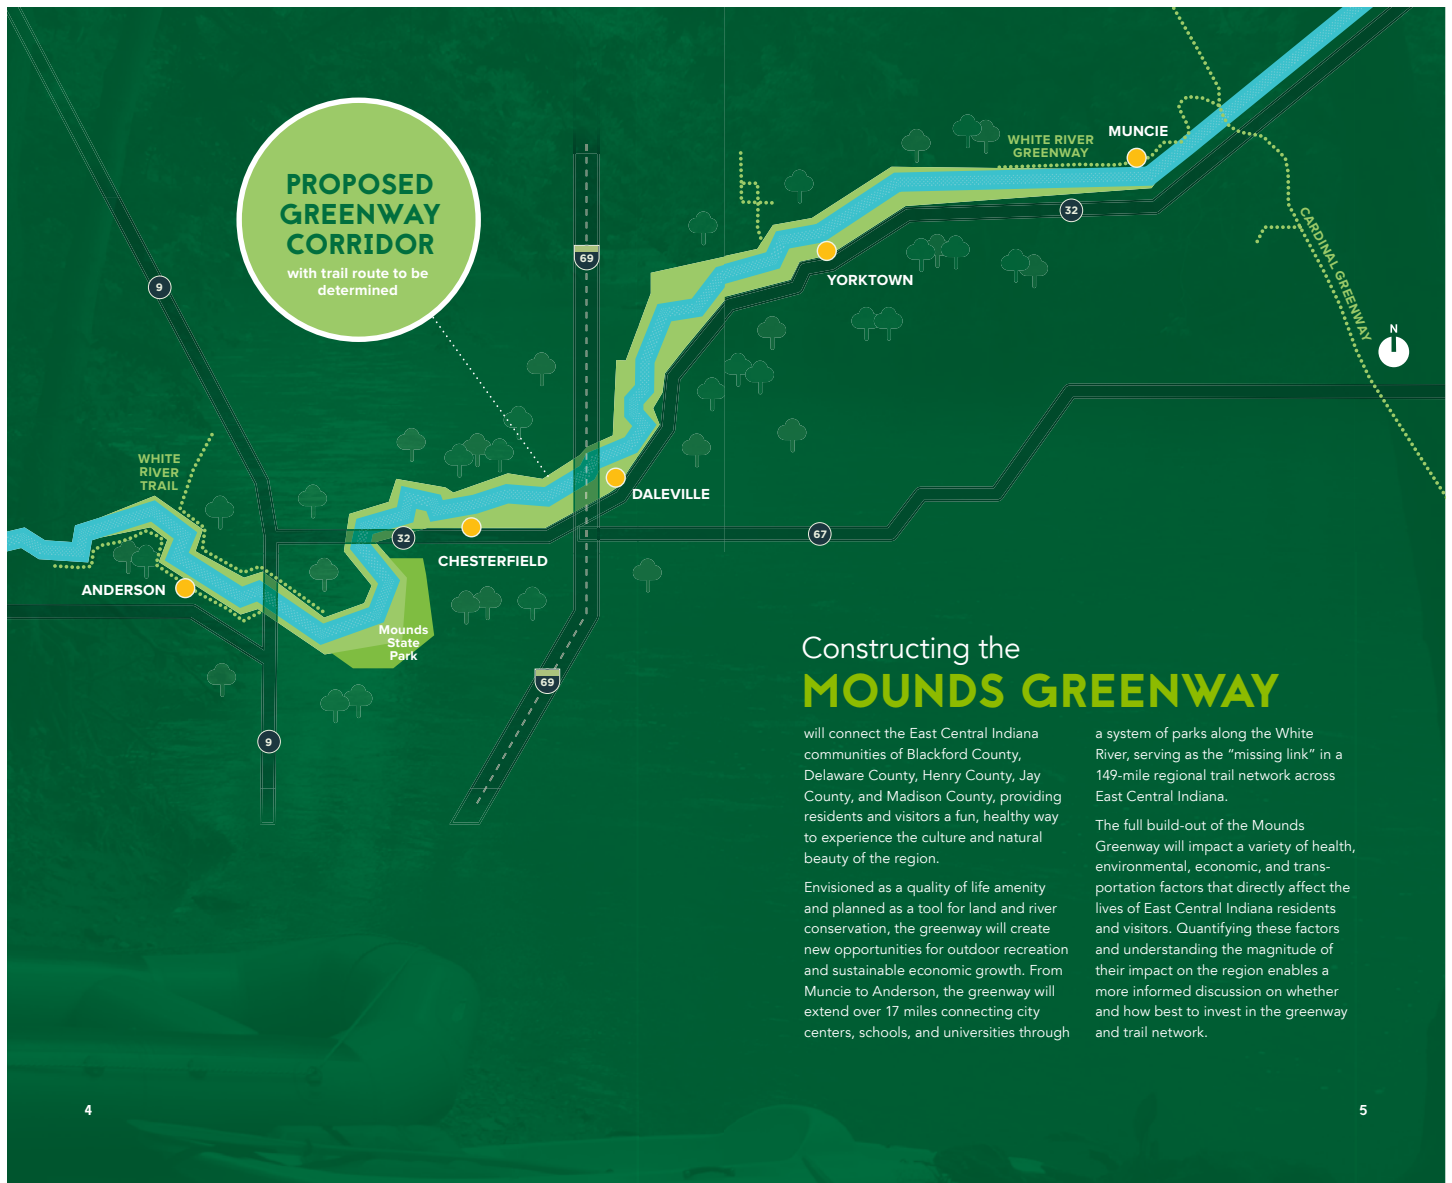 PROPOSED
GREENWAY
CORRIDOR
with trail route to be
determined
MUNCIE
WHITE RIVER
GREENWAY
32
CARDINAL GREENWAY
69
9
YORKTOWN
N
WHITE
RIVER
TRAIL
DALEVILLE
32
67
CHESTERFIELD
ANDERSON
Mounds
State
Park
69
9
Constructing the
MOUNDS GREENWAY
will connect the East Central Indiana
communities of Blackford County,
Delaware County, Henry County, Jay
County, and Madison County, providing
residents and visitors a fun, healthy way
to experience the culture and natural
beauty of the region.
Envisioned as a quality of life amenity
and planned as a tool for land and river
conservation, the greenway will create
new opportunities for outdoor recreation
and sustainable economic growth. From
Muncie to Anderson, the greenway will
extend over 17 miles connecting city
centers, schools, and universities through
a system of parks along the White
River, serving as the “missing link” in a
149-mile regional trail network across
East Central Indiana.
The full build-out of the Mounds
Greenway will impact a variety of health,
environmental, economic, and trans-
portation factors that directly affect the
lives of East Central Indiana residents
and visitors. Quantifying these factors
and understanding the magnitude of
their impact on the region enables a
more informed discussion on whether
and how best to invest in the greenway
and trail network.
4
5